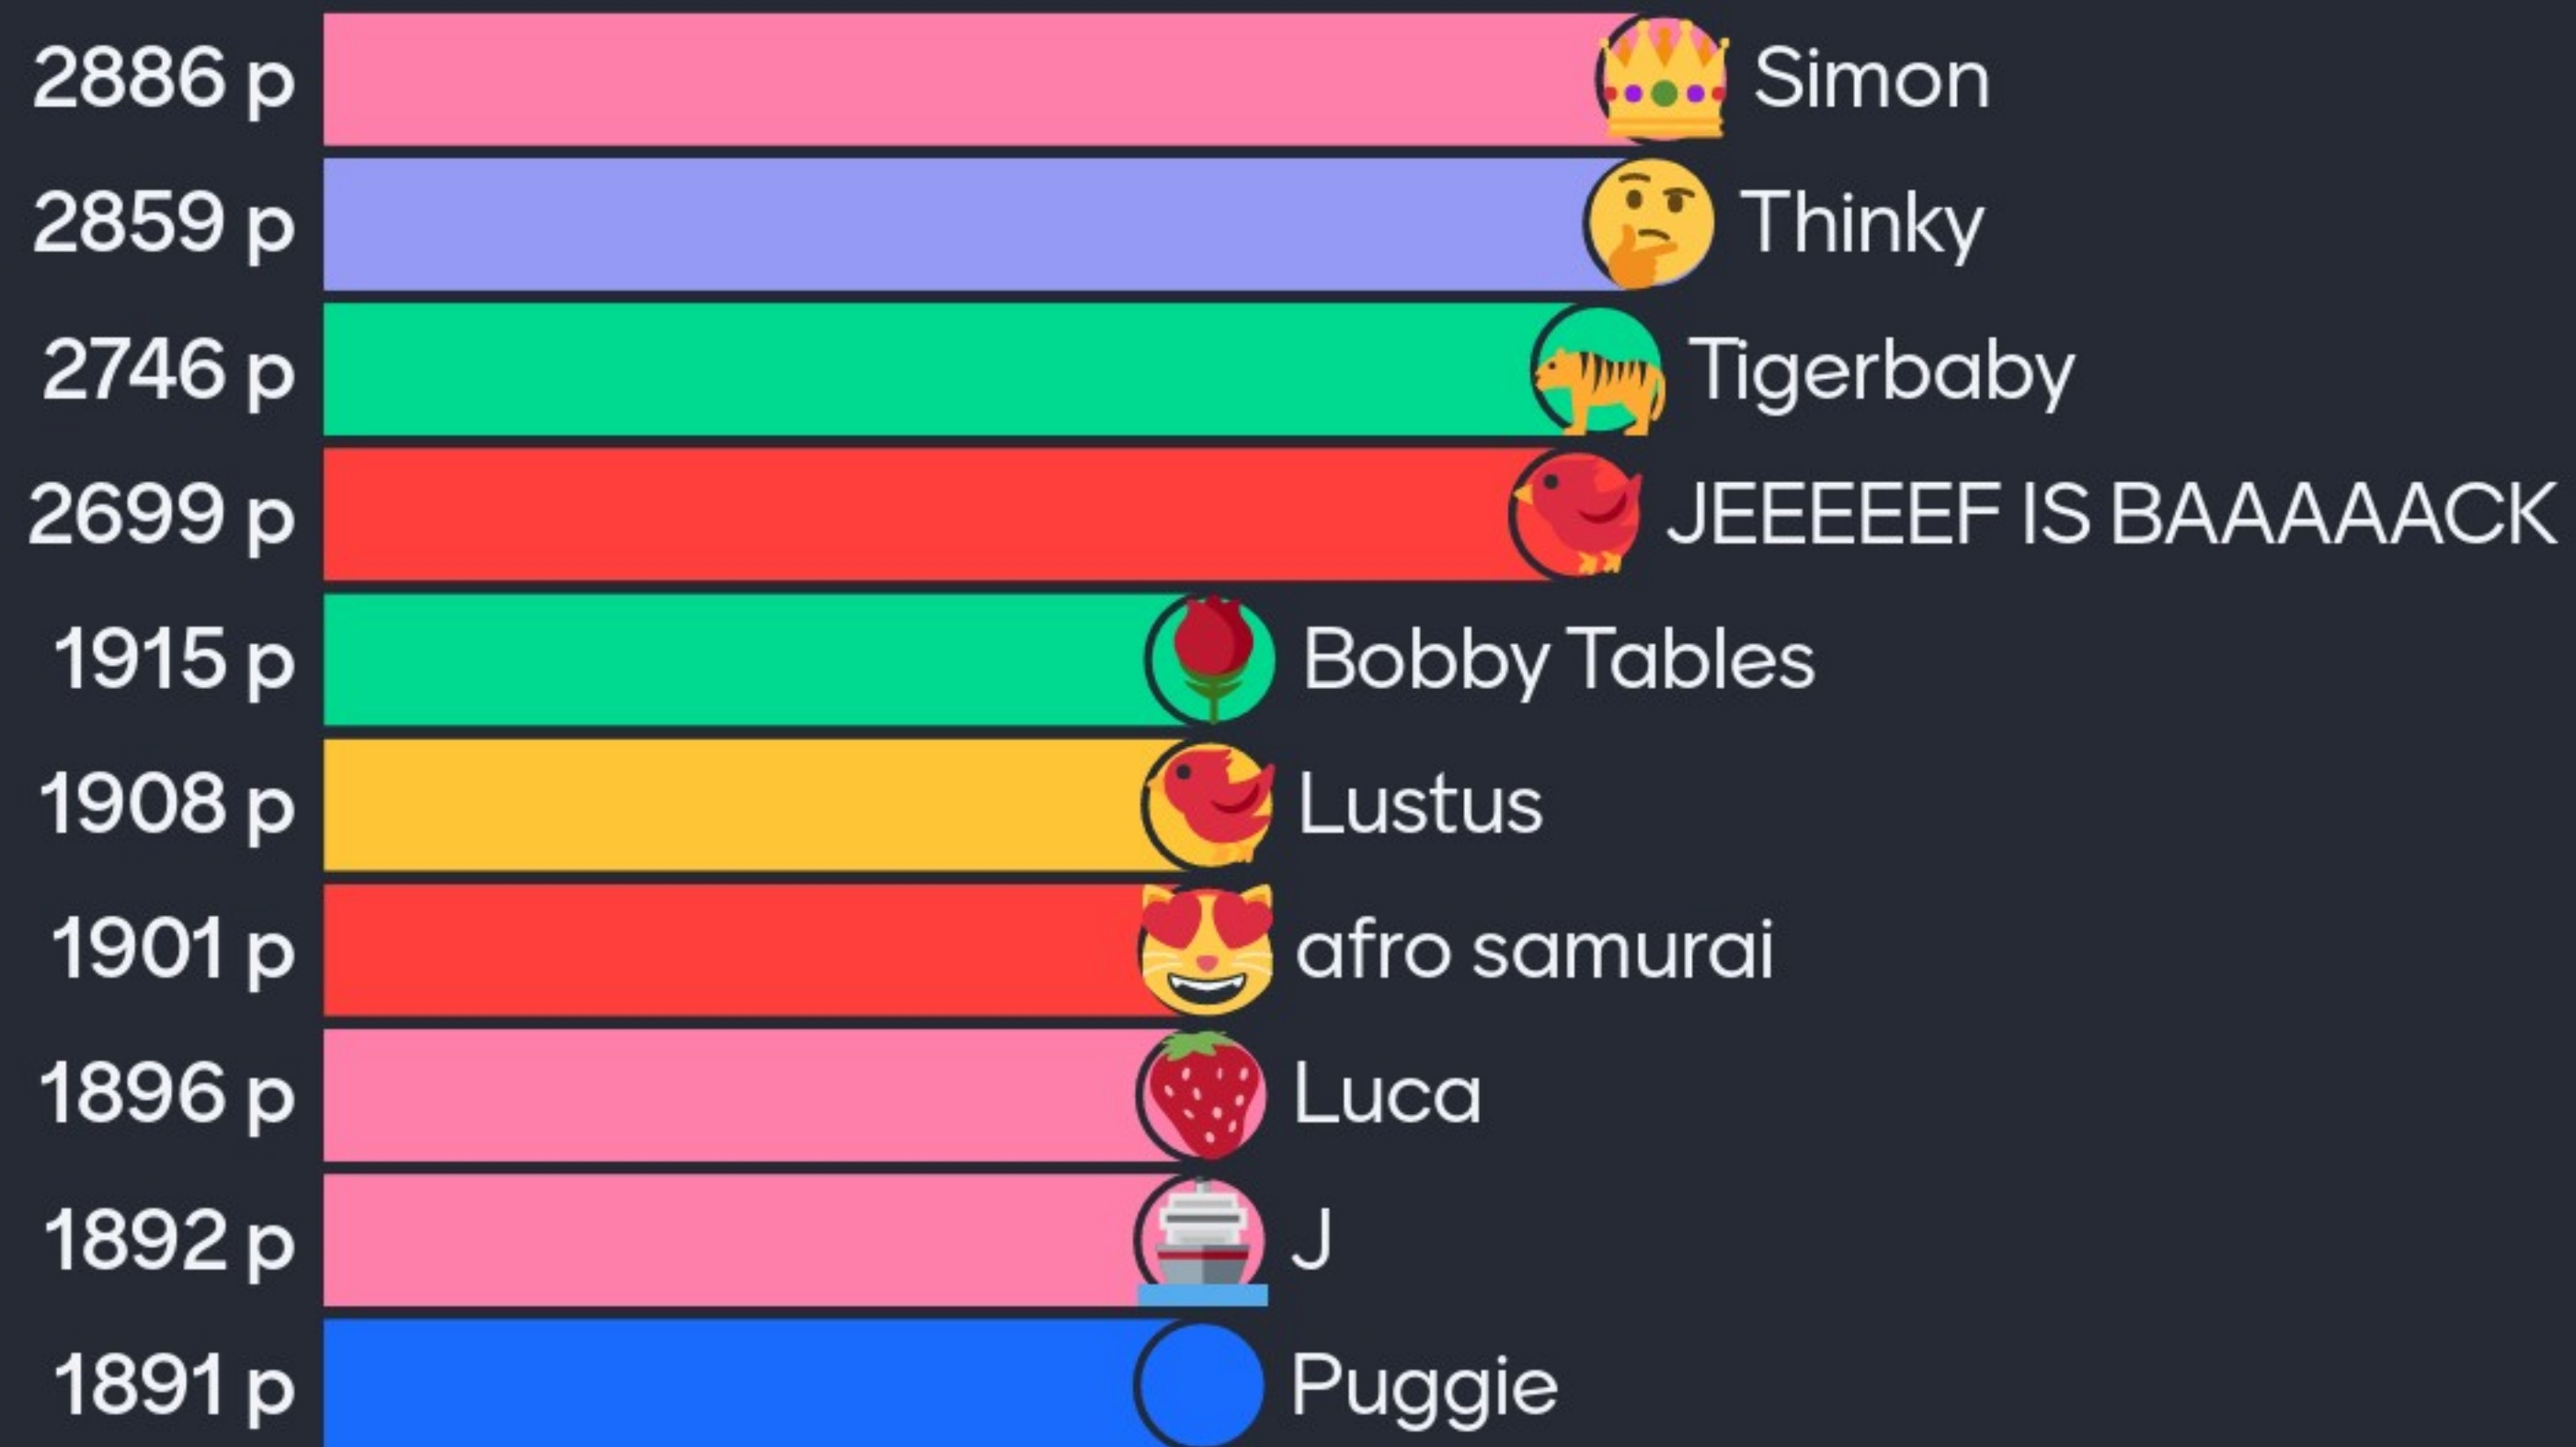 2886 p Simon
2859 p Thinky
2746 p Tigerbaby
2699 p JEEEEEF IS BAAAAACK
1915 p Bobby Tables
1908 p Lustus
1901 p afro samurai
1896 p Luca
1892 p J
1891 p Puggie